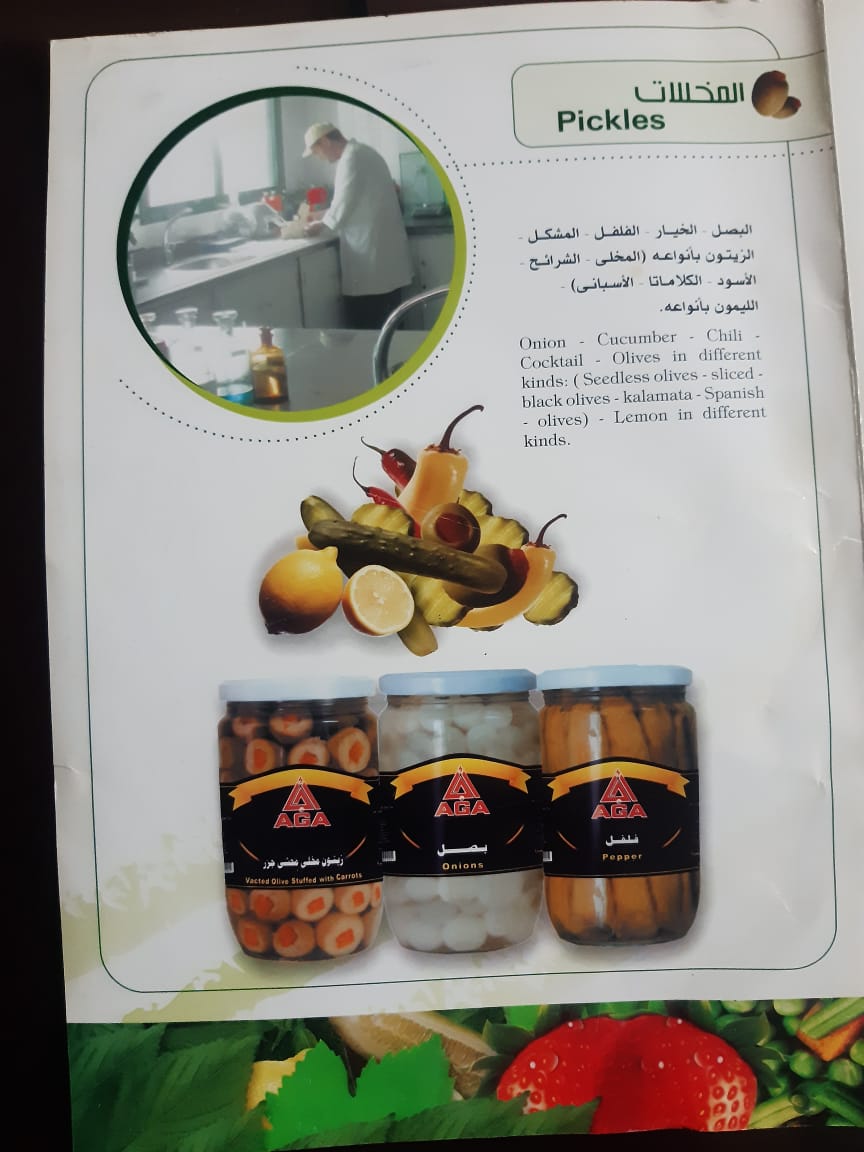 المخللات
Pickles
البصل - الخيار - الفلفل - المشكل -
الزيتون بأنواعه (المخلى - الشرائح -
الأسود - الكلاماتا - الأسبانى) -
الليمون بأنواعه.
Onion - Cucumber - Chili -
Cocktail - Olives in different
kinds: ( Seedless olives - sliced -
black olives - kalamata - Spanish
- olives) - Lemon in different
kinds.
AGA
زيتون مخلى محشى جزر
Vacted Olive Stuffed with Carrots
AGA
بصل
Onions
AGA
فلفل
Pepper